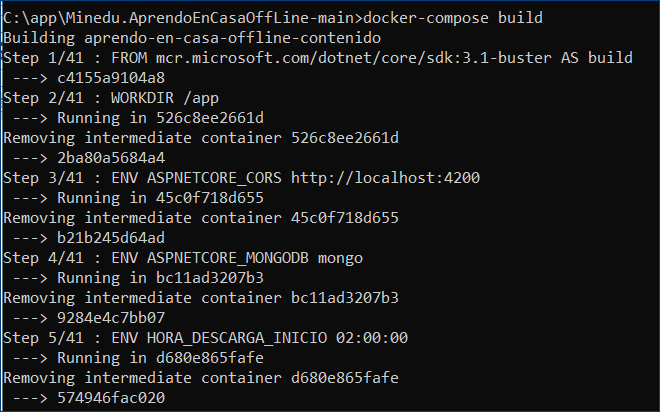 C:\app\Minedu.AprendoEnCasaOffLine-main>docker-compose build
Building aprendo-en-casa-offline-contenido
Step 1/41 : FROM mcr.microsoft.com/dotnet/core/sdk:3.1-buster AS build
 ---> c4155a9104a8
Step 2/41 : WORKDIR /app
 ---> Running in 526c8ee2661d
Removing intermediate container 526c8ee2661d
 ---> 2ba80a5684a4
Step 3/41 : ENV ASPNETCORE_CORS http://localhost:4200
 ---> Running in 45c0f718d655
Removing intermediate container 45c0f718d655
 ---> b21b245d64ad
Step 4/41 : ENV ASPNETCORE_MONGODB mongo
 ---> Running in bc11ad3207b3
Removing intermediate container bc11ad3207b3
 ---> 9284e4c7bb07
Step 5/41 : ENV HORA_DESCARGA_INICIO 02:00:00
 ---> Running in d680e865fafe
Removing intermediate container d680e865fafe
 ---> 574946fac020